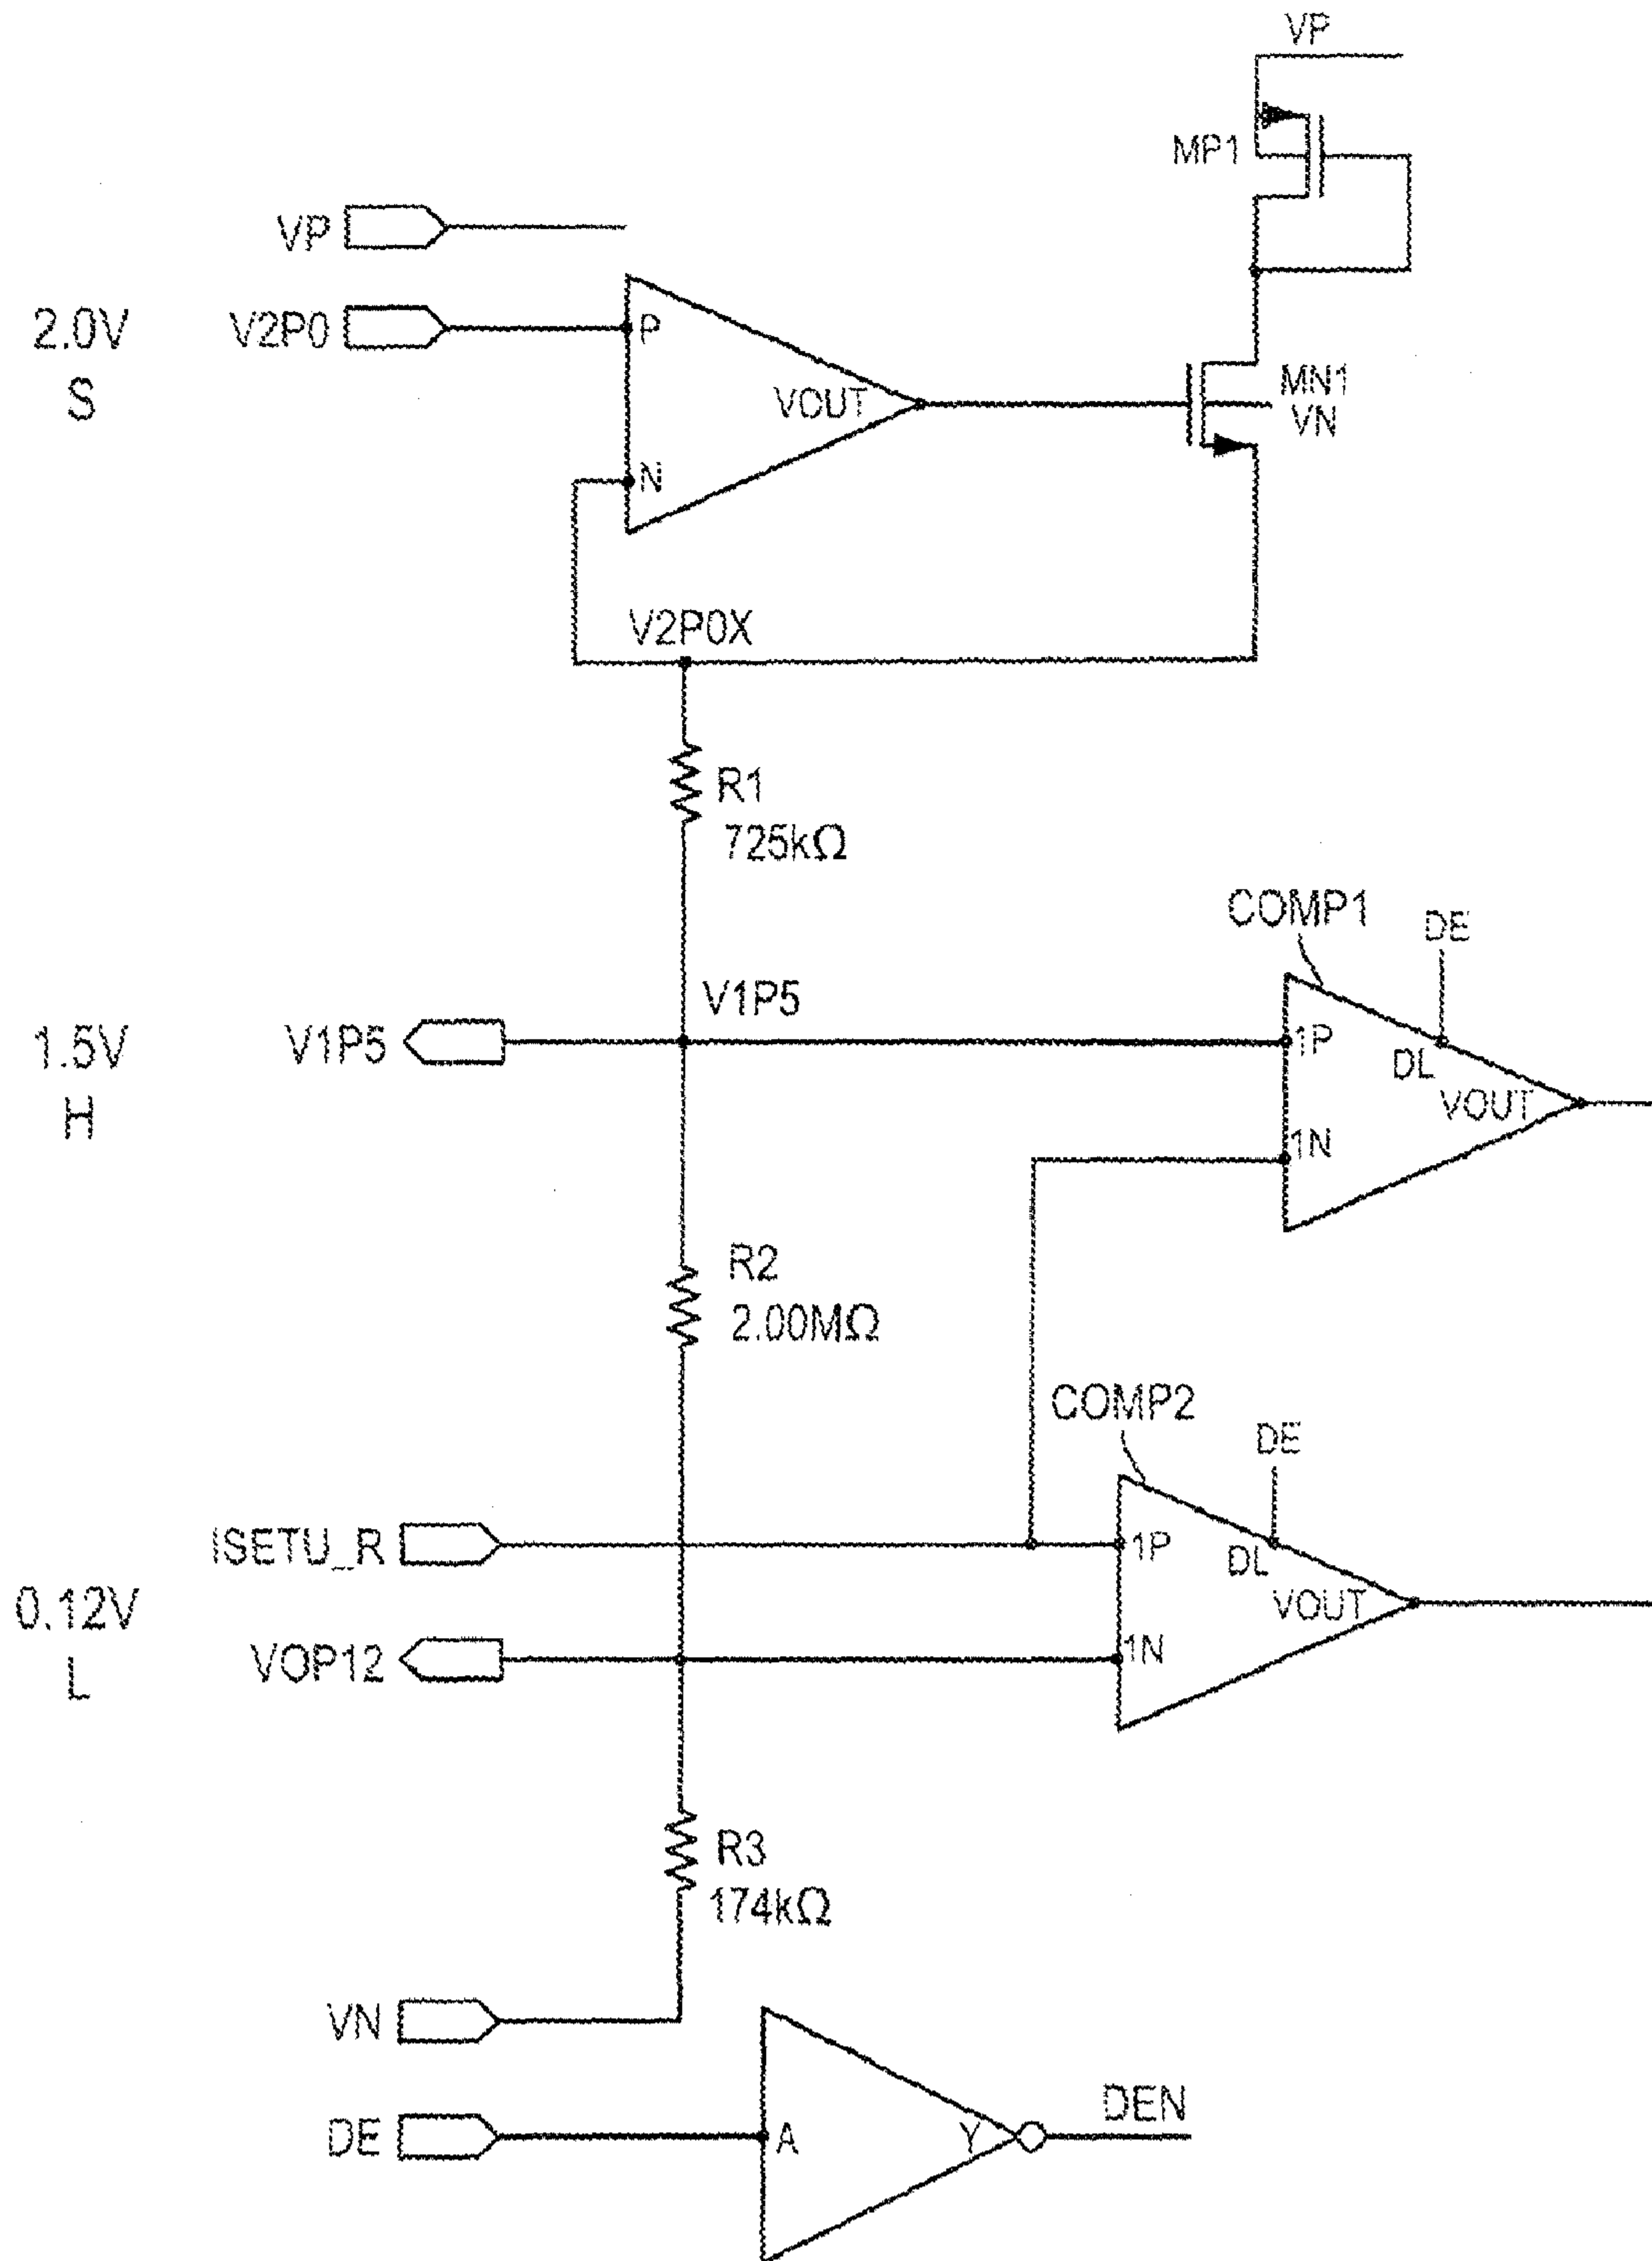 VP
MP1
VP
2.0V
S
V2P0
P
VOUT
N
MN1
VN
V2P0X
R1
725kΩ
COMP1
DE
1.5V
H
V1P5
V1P5
1P
DL
VOUT
1N
R2
2.00MΩ
COMP2
DE
ISETU_R
1P
DL
VOUT
0.12V
L
VOP12
1N
R3
174kΩ
VN
DE
A
Y
DEN